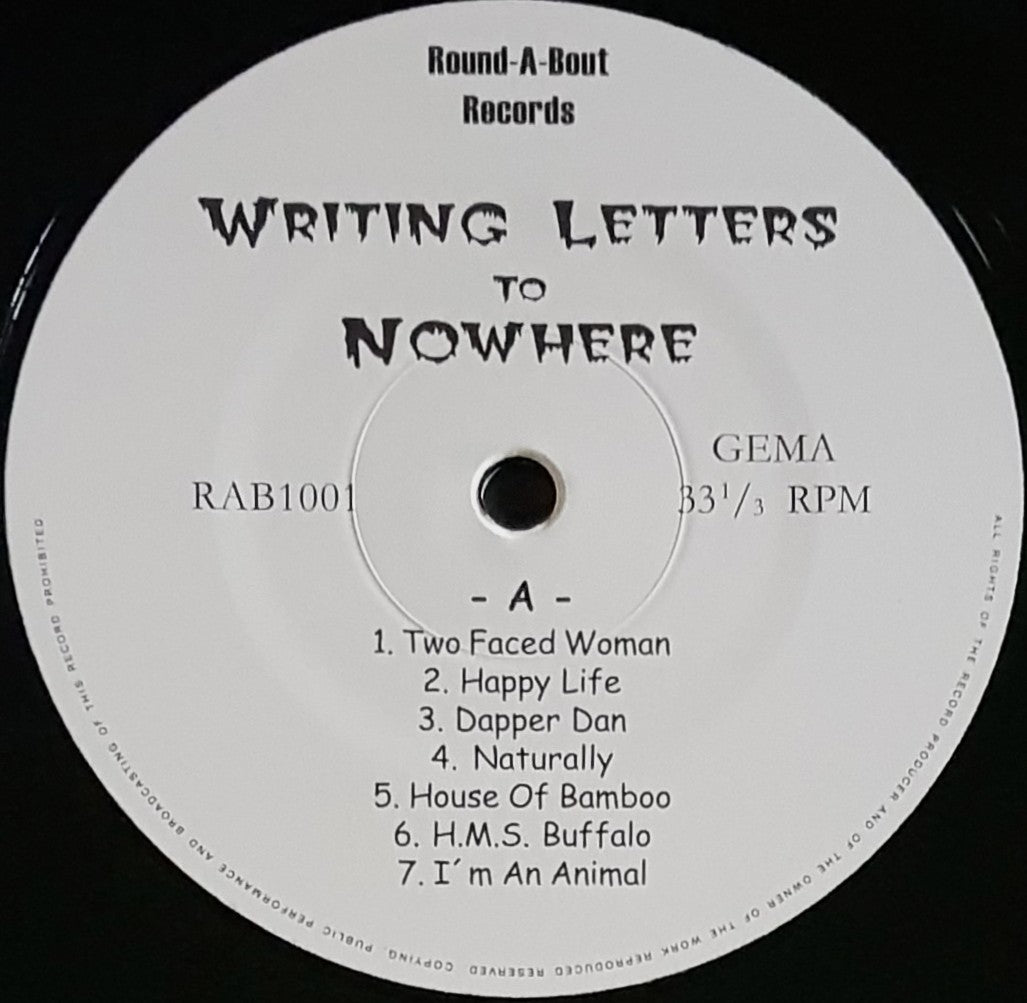 Round-A-Bout
Records
WRITING LETTERS
TO
NOWHERE
GEMA
RAB1001
33 1/3 RPM
- A -
1. Two Faced Woman
2. Happy Life
3. Dapper Dan
4. Naturally
5. House Of Bamboo
6. H.M.S. Buffalo
7. I´m An Animal
ALL RIGHTS OF THE RECORD PRODUCER AND OF THE OWNER OF THE WORK REPRODUCED RESERVED. COPYING, PUBLIC PERFORMANCE AND BROADCASTING OF THIS RECORD PROHIBITED